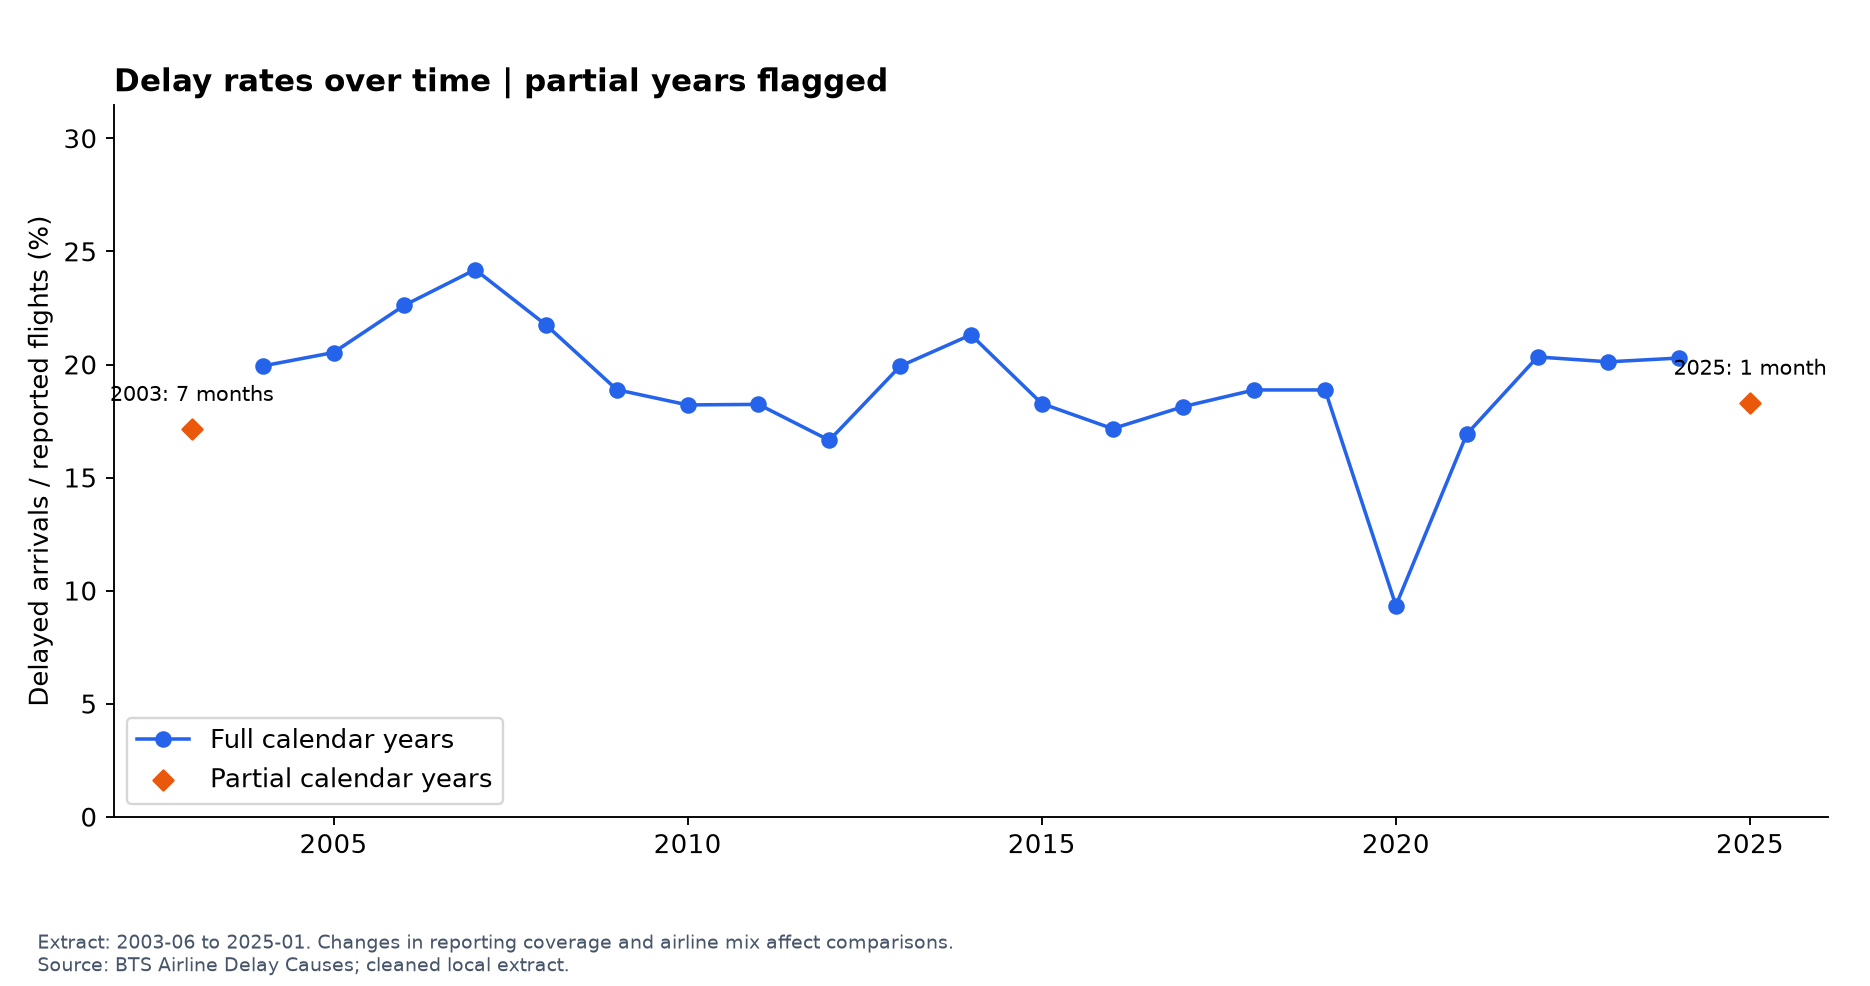 Delay rates over time | partial years flagged
Delayed arrivals / reported flights (%)
30
25
20
15
10
5
0
2003: 7 months
2025: 1 month
Full calendar years
Partial calendar years
2005
2010
2015
2020
2025
Extract: 2003-06 to 2025-01. Changes in reporting coverage and airline mix affect comparisons.
Source: BTS Airline Delay Causes; cleaned local extract.